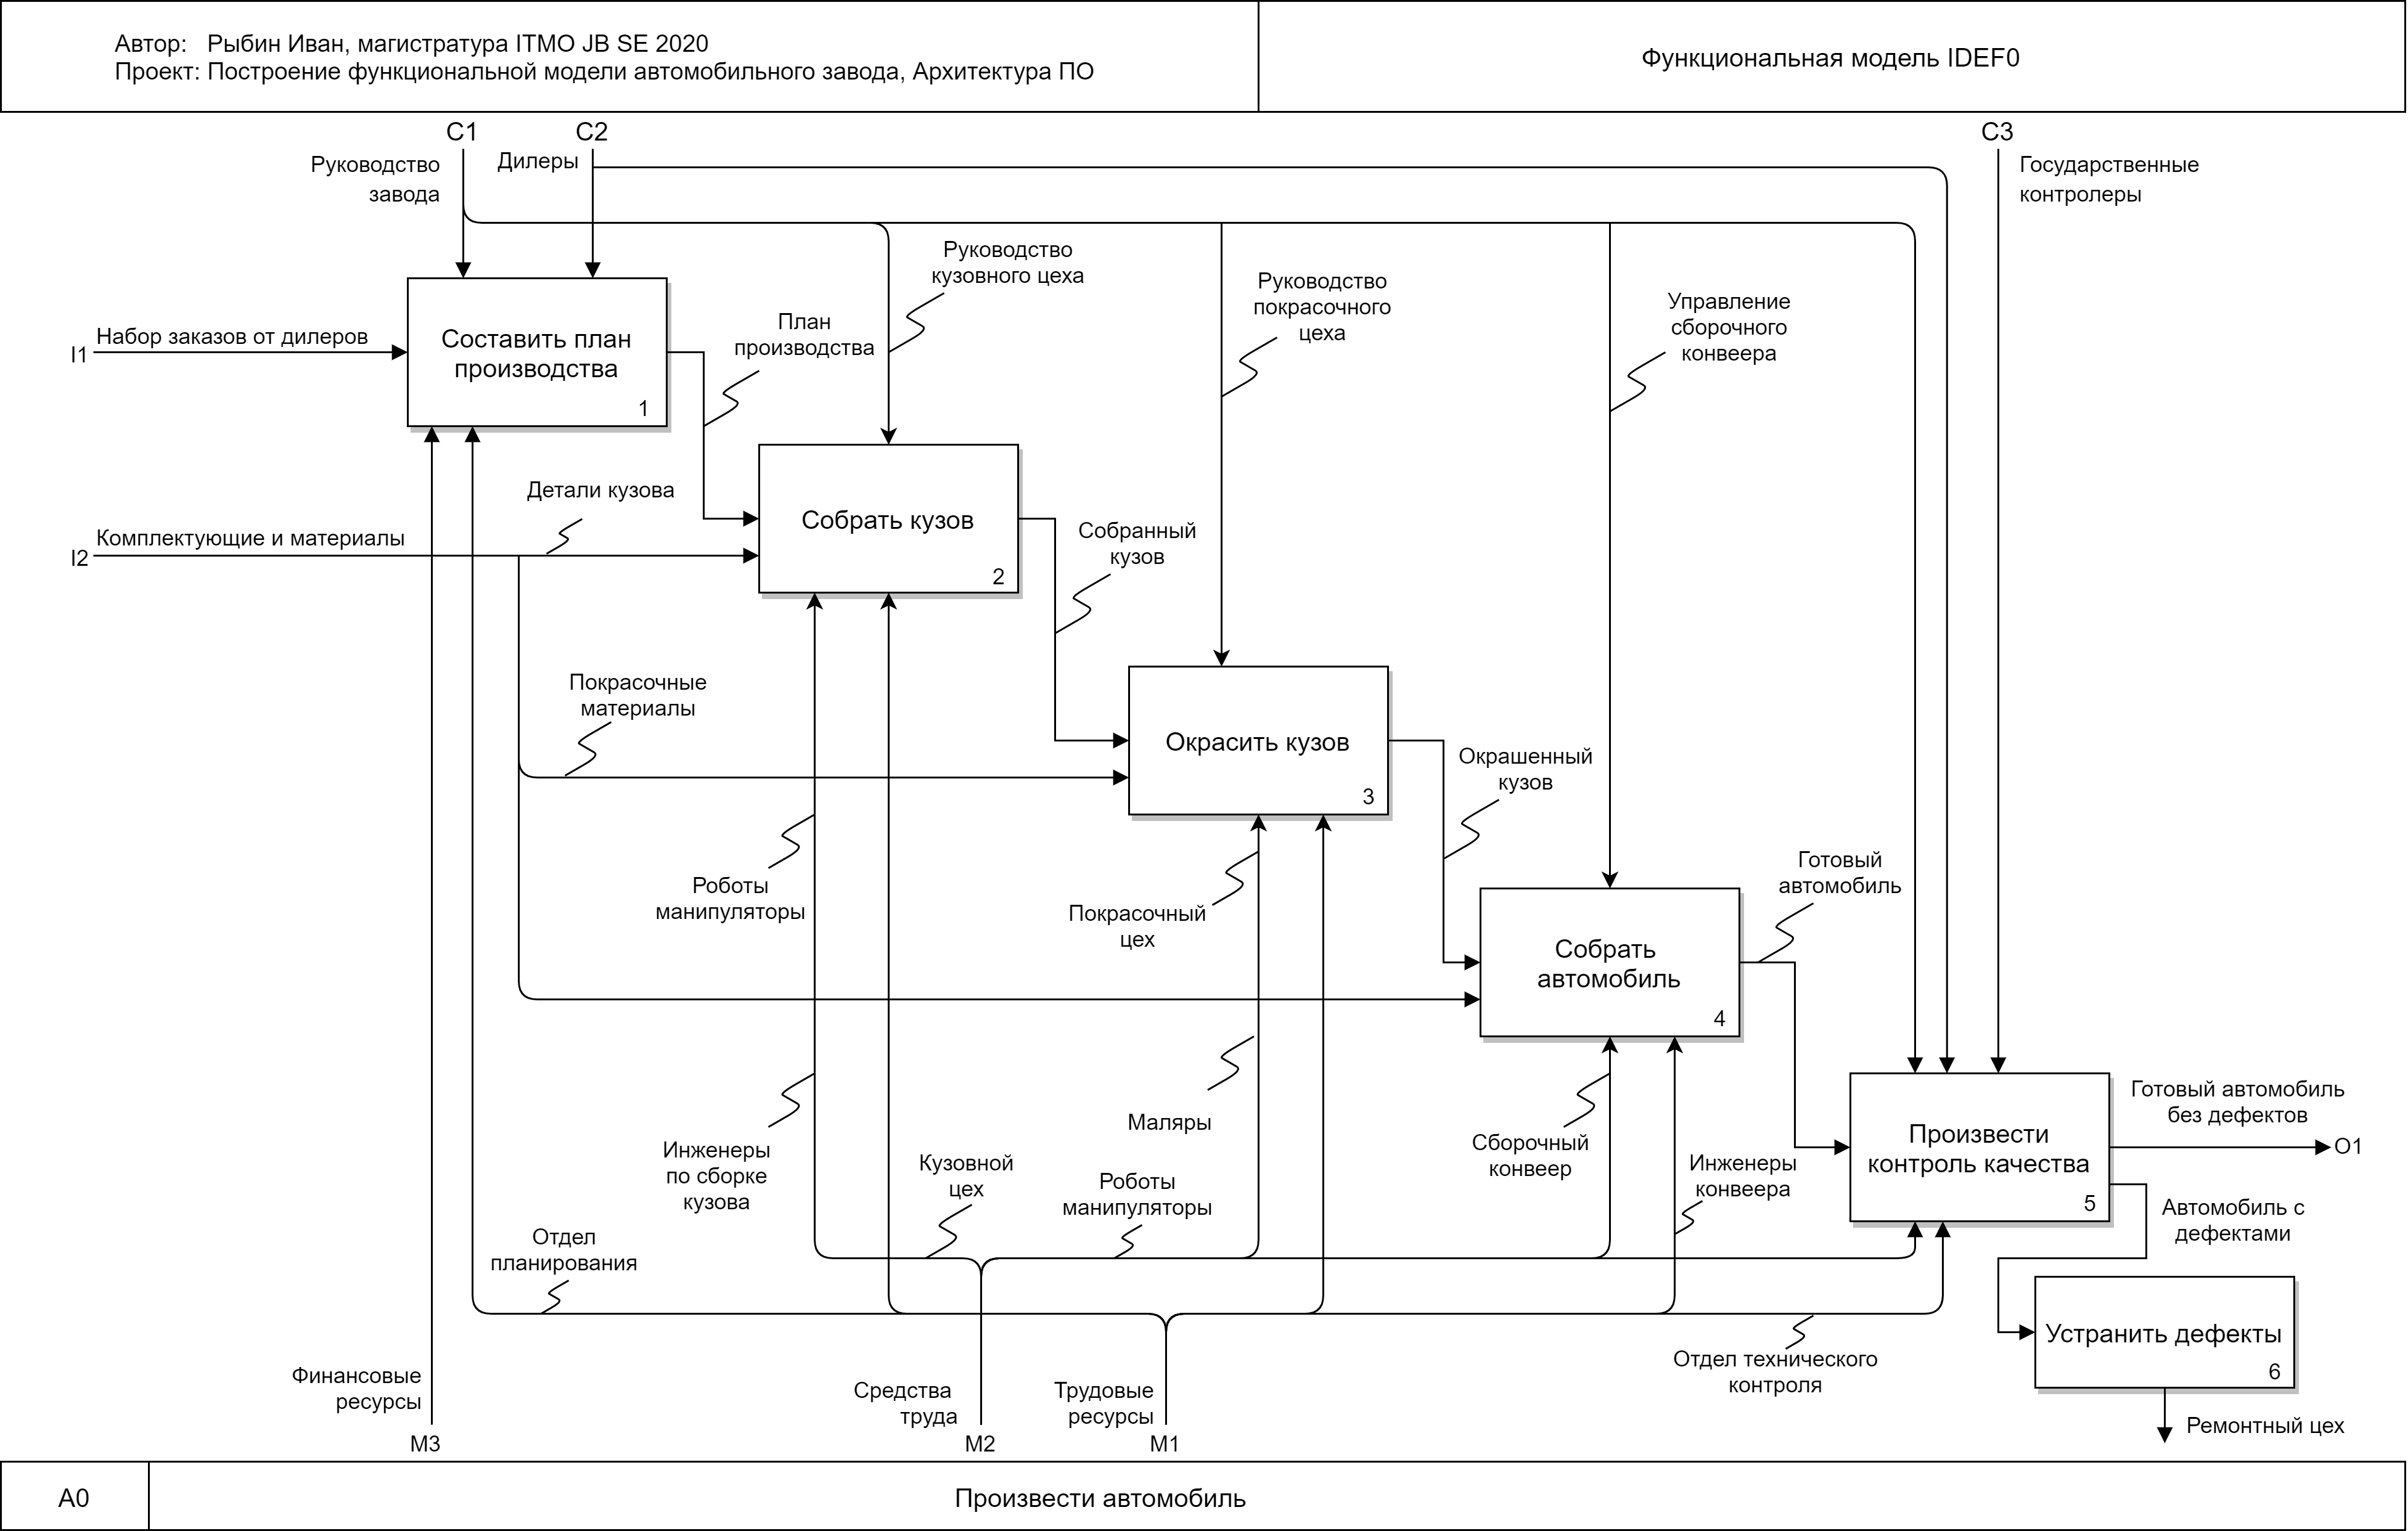 Автор: Рыбин Иван, магистратура ITMO JB SE 2020
Проект: Построение функциональной модели автомобильного завода, Архитектура ПО
Функциональная модель IDEF0
C1
C2
C3
Руководство
завода
Дилеры
Государственные
контролеры
Руководство
кузовного цеха
Руководство
покрасочного
цеха
Управление
сборочного
конвеера
I1
Набор заказов от дилеров
Составить план
производства
1
План
производства
Детали кузова
I2
Комплектующие и материалы
Собрать кузов
2
Собранный
кузов
Покрасочные
материалы
Окрасить кузов
3
Окрашенный
кузов
Роботы
манипуляторы
Покрасочный
цех
Готовый
автомобиль
Собрать
автомобиль
4
Маляры
Инженеры
по сборке
кузова
Кузовной
цех
Роботы
манипуляторы
Сборочный
конвеер
Инженеры
конвеера
Произвести
контроль качества
5
Готовый автомобиль
без дефектов
O1
Автомобиль с
дефектами
Отдел
планирования
Устранить дефекты
6
Отдел технического
контроля
Финансовые
ресурсы
Средства
труда
Трудовые
ресурсы
Ремонтный цех
M3
M2
M1
A0
Произвести автомобиль